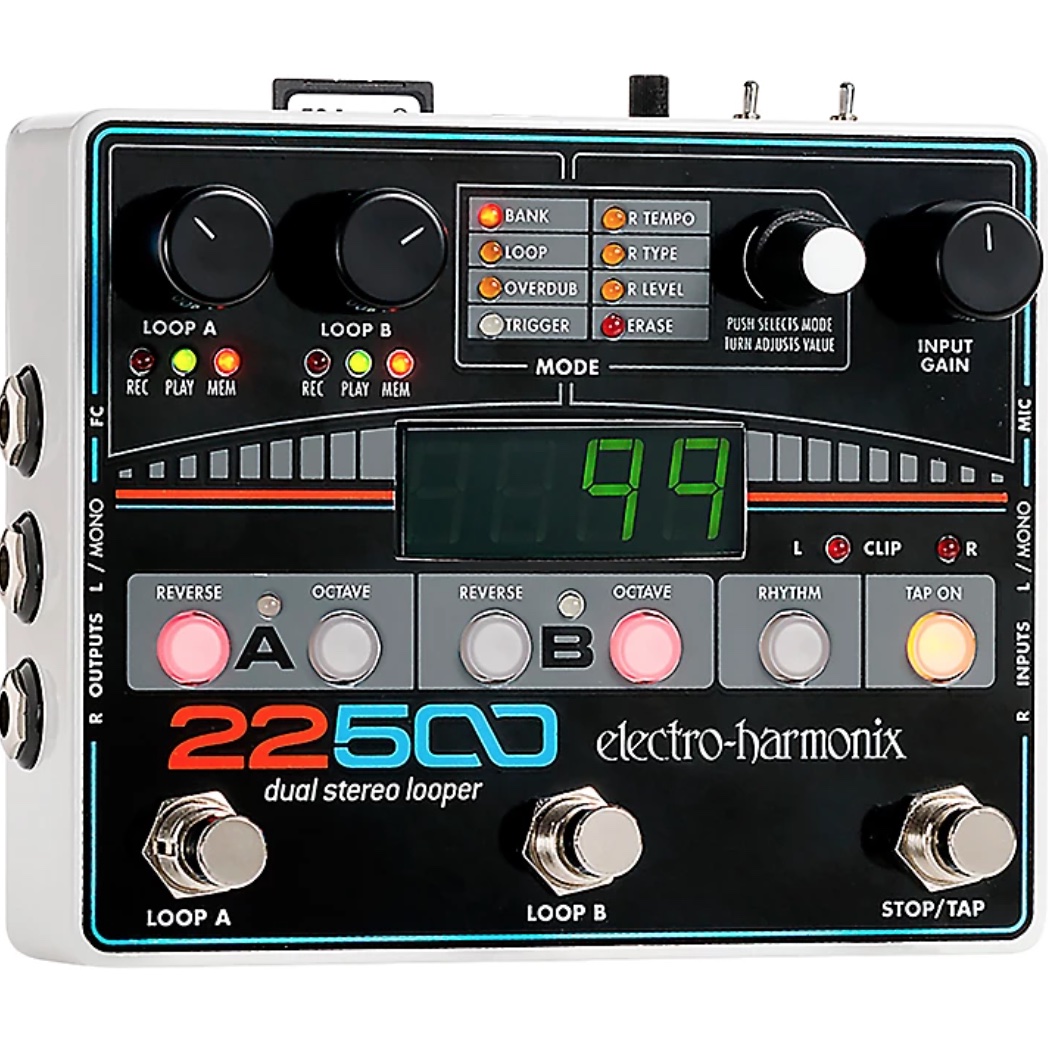 BANK
R TEMPO
LOOP
R TYPE
OVERDUB
R LEVEL
TRIGGER
ERASE
PUSH SELECTS MODE
TURN ADJUSTS VALUE
MODE
LOOP A
LOOP B
INPUT
GAIN
REC PLAY MEM
REC PLAY MEM
FC
MIC
99
L CLIP R
R OUTPUTS L / MONO
R INPUTS L / MONO
REVERSE OCTAVE
A
REVERSE OCTAVE
B
RHYTHM
TAP ON
22500
electro-harmonix
dual stereo looper
LOOP A
LOOP B
STOP/TAP